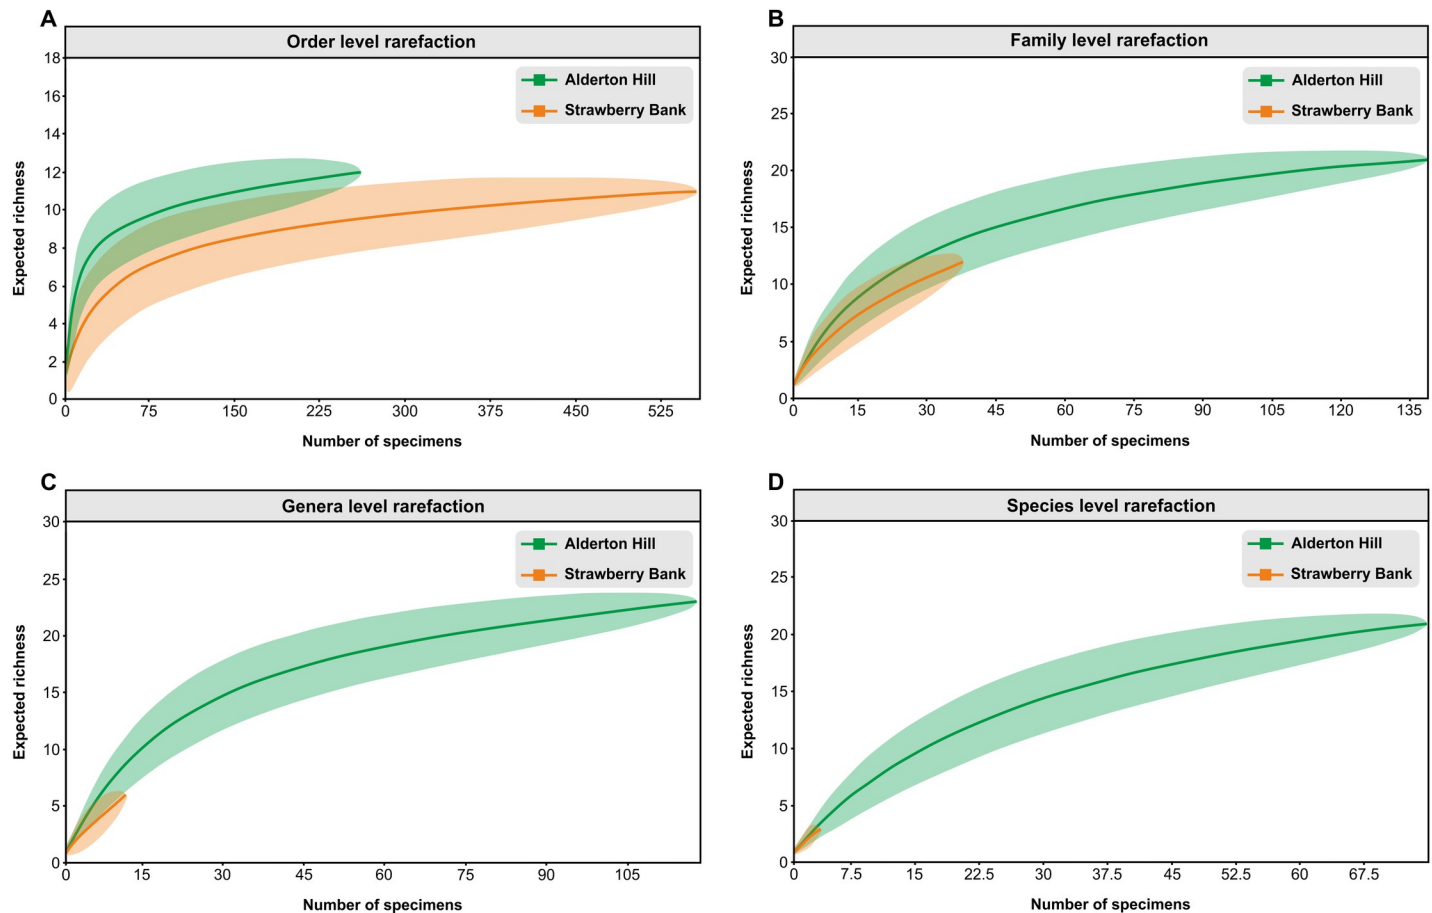 A
Order level rarefaction
Alderton Hill
Strawberry Bank
18
16
14
12
10
8
6
4
2
0
Expected richness
0 75 150 225 300 375 450 525
Number of specimens
B
Family level rarefaction
Alderton Hill
Strawberry Bank
30
25
20
15
10
5
0
Expected richness
0 15 30 45 60 75 90 105 120 135
Number of specimens
C
Genera level rarefaction
Alderton Hill
Strawberry Bank
30
25
20
15
10
5
0
Expected richness
0 15 30 45 60 75 90 105
Number of specimens
D
Species level rarefaction
Alderton Hill
Strawberry Bank
30
25
20
15
10
5
0
Expected richness
0 7.5 15 22.5 30 37.5 45 52.5 60 67.5
Number of specimens